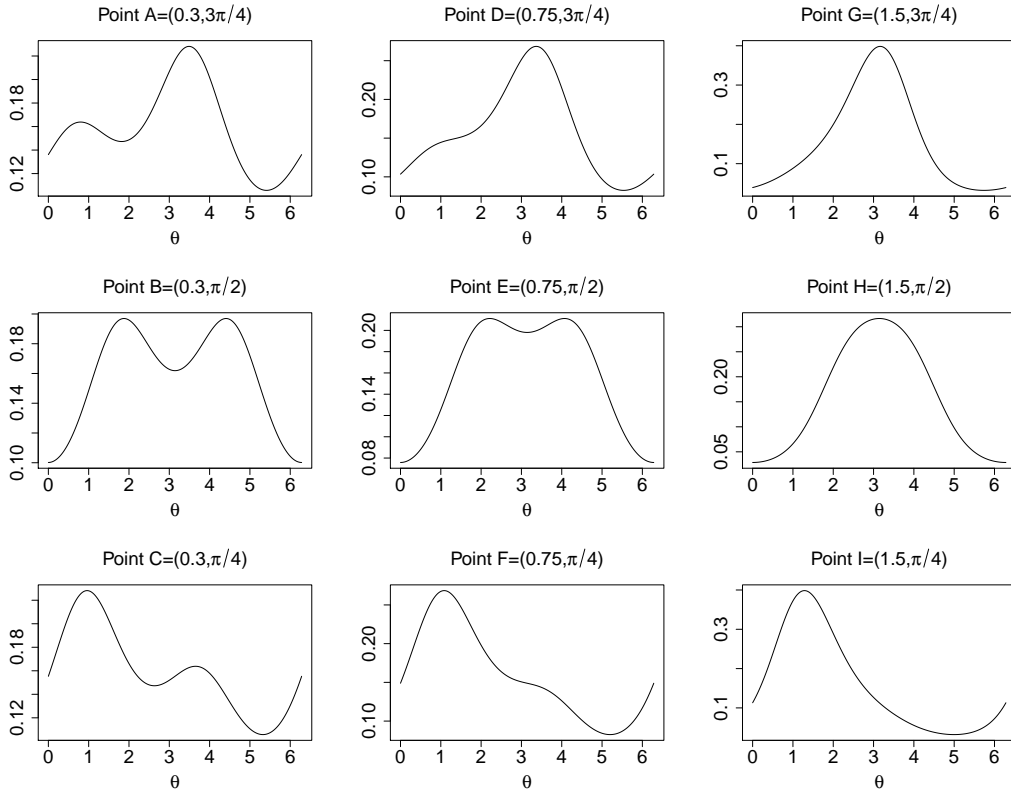 Point A=(0.3,3π/4)
0.12 0.18
0 1 2 3 4 5 6
θ
Point D=(0.75,3π/4)
0.10 0.20
0 1 2 3 4 5 6
θ
Point G=(1.5,3π/4)
0.1 0.3
0 1 2 3 4 5 6
θ
Point B=(0.3,π/2)
0.10 0.14 0.18
0 1 2 3 4 5 6
θ
Point E=(0.75,π/2)
0.08 0.14 0.20
0 1 2 3 4 5 6
θ
Point H=(1.5,π/2)
0.05 0.20
0 1 2 3 4 5 6
θ
Point C=(0.3,π/4)
0.12 0.18
0 1 2 3 4 5 6
θ
Point F=(0.75,π/4)
0.10 0.20
0 1 2 3 4 5 6
θ
Point I=(1.5,π/4)
0.1 0.3
0 1 2 3 4 5 6
θ